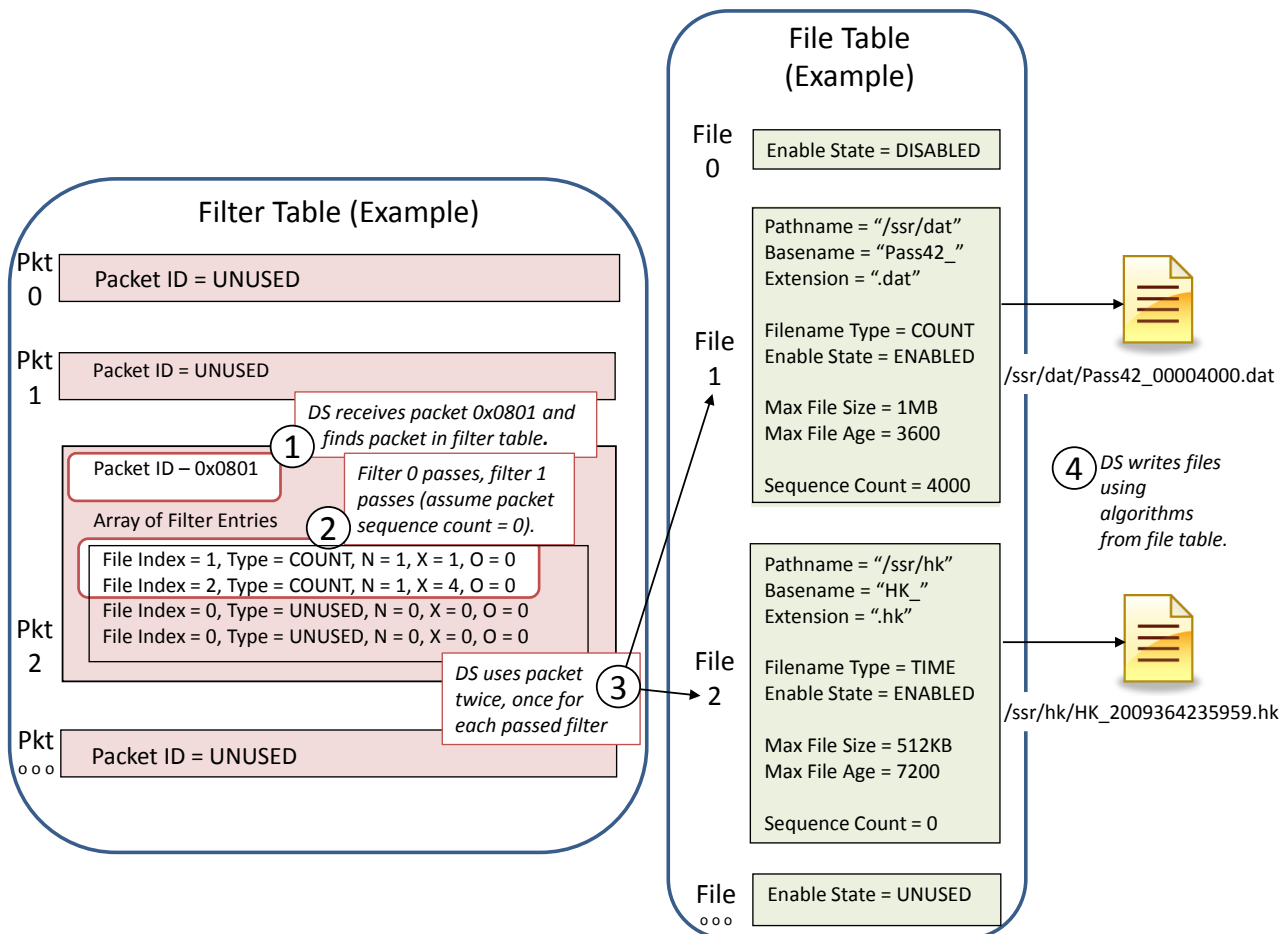 Filter Table (Example)
Pkt
0
Packet ID = UNUSED
Pkt
1
Packet ID = UNUSED
1
DS receives packet 0x0801 and
finds packet in filter table.
Packet ID – 0x0801
2
Filter 0 passes, filter 1
passes (assume packet
sequence count = 0).
Array of Filter Entries
File Index = 1, Type = COUNT, N = 1, X = 1, O = 0
File Index = 2, Type = COUNT, N = 1, X = 4, O = 0
File Index = 0, Type = UNUSED, N = 0, X = 0, O = 0
File Index = 0, Type = UNUSED, N = 0, X = 0, O = 0
Pkt
2
DS uses packet
twice, once for
each passed filter
3
Pkt
o o o
Packet ID = UNUSED
File Table
(Example)
File
0
Enable State = DISABLED
File
1
Pathname = “/ssr/dat”
Basename = “Pass42_”
Extension = “.dat”
Filename Type = COUNT
Enable State = ENABLED
Max File Size = 1MB
Max File Age = 3600
Sequence Count = 4000
/ssr/dat/Pass42_00004000.dat
4
DS writes files
using
algorithms
from file table.
File
2
Pathname = “/ssr/hk”
Basename = “HK_”
Extension = “.hk”
Filename Type = TIME
Enable State = ENABLED
Max File Size = 512KB
Max File Age = 7200
Sequence Count = 0
/ssr/hk/HK_2009364235959.hk
File
o o o
Enable State = UNUSED